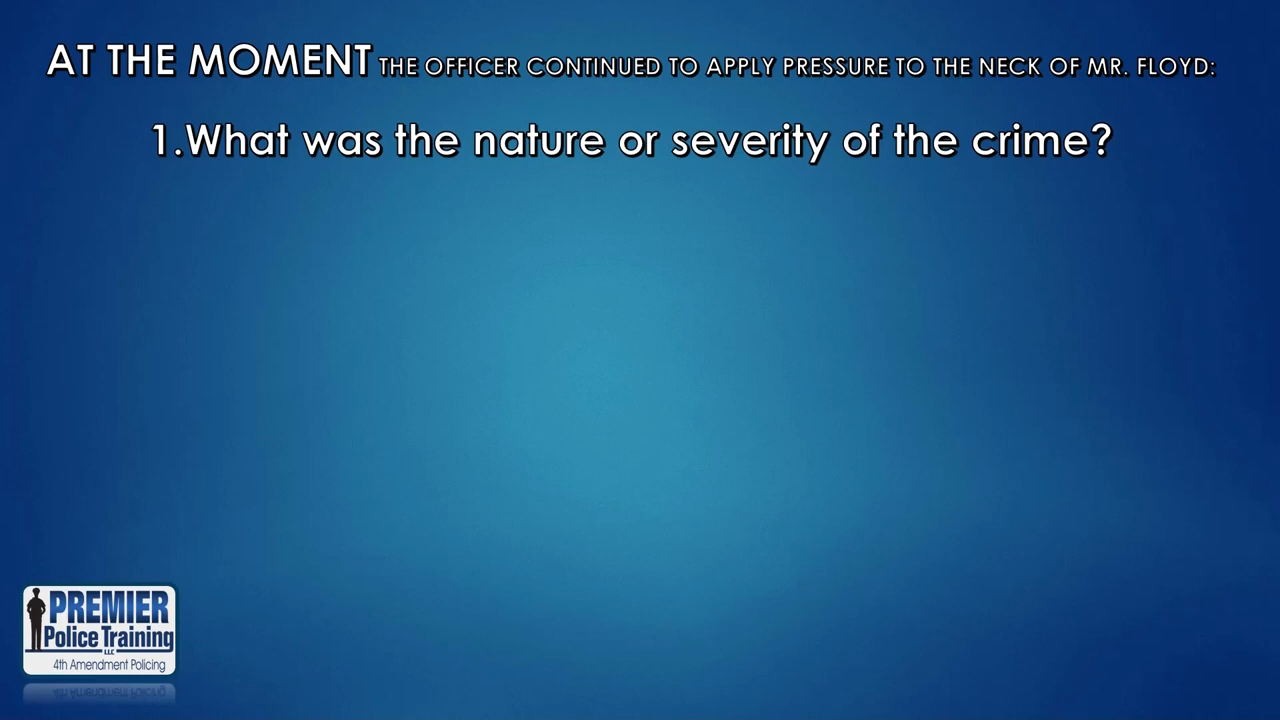 AT THE MOMENT THE OFFICER CONTINUED TO APPLY PRESSURE TO THE NECK OF MR. FLOYD:
1.What was the nature or severity of the crime?
PREMIER
Police Training
LLC
4th Amendment Policing